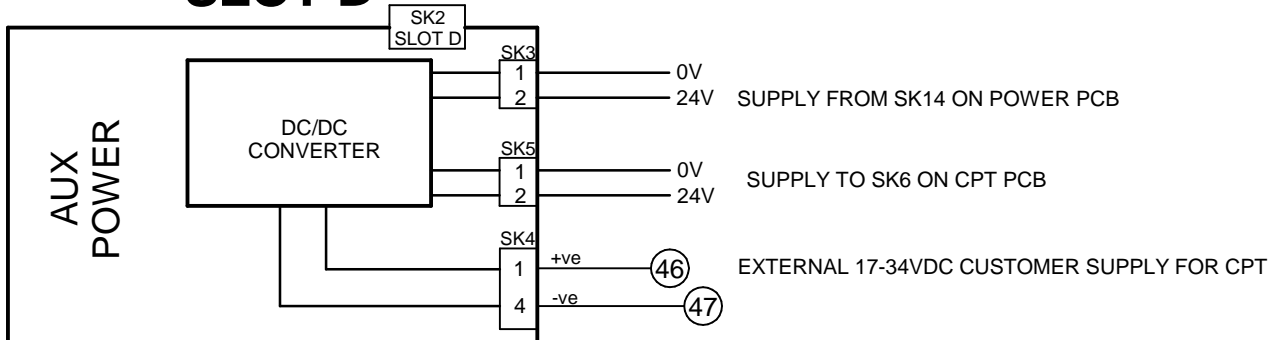 SLOT D
SK2
SLOT D
SK3
1
0V
2
24V
SUPPLY FROM SK14 ON POWER PCB
DC/DC
CONVERTER
AUX
POWER
SK5
1
0V
2
24V
SUPPLY TO SK6 ON CPT PCB
SK4
1
+ve
46
EXTERNAL 17-34VDC CUSTOMER SUPPLY FOR CPT
4
-ve
47